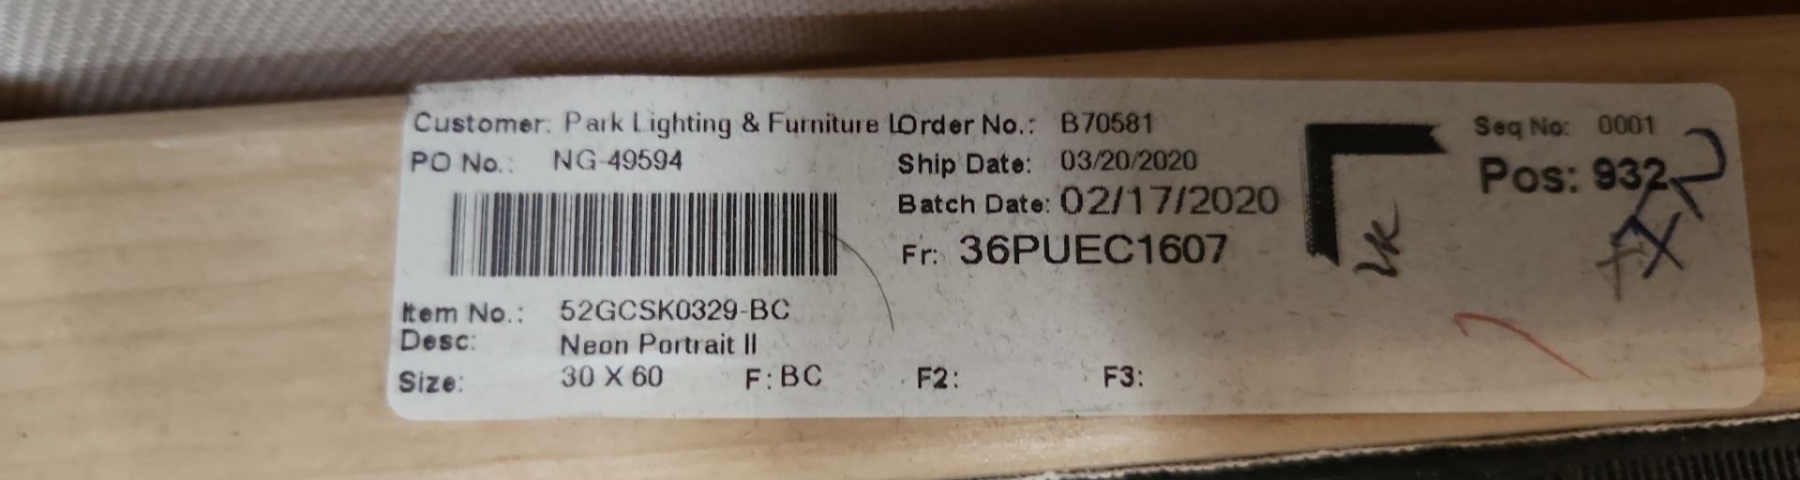 Customer: Park Lighting & Furniture L
Order No.: B70581
Seq No: 0001
PO No.: NG-49594
Ship Date: 03/20/2020
Pos: 932
Batch Date: 02/17/2020
Fr: 36PUEC1607
Item No.: 52GCSK0329-BC
Desc: Neon Portrait II
Size: 30 X 60 F: BC F2: F3: